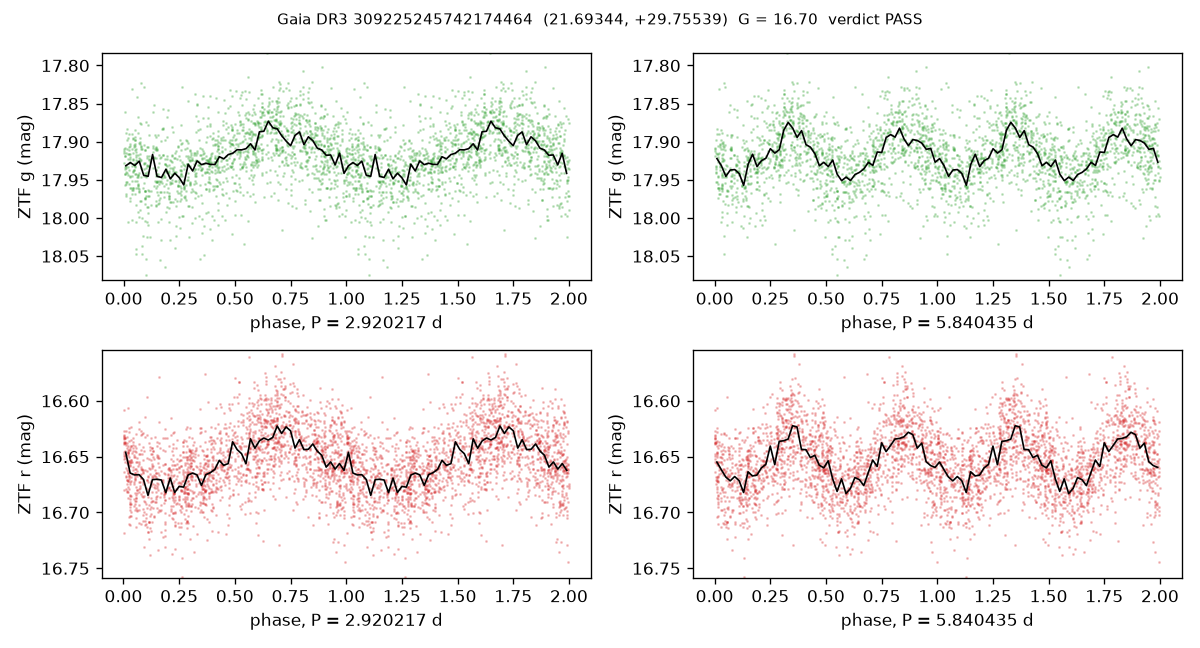 Gaia DR3 309225245742174464 (21.69344, +29.75539) G = 16.70 verdict PASS
17.80
17.85
17.90
17.95
18.00
18.05
ZTF g (mag)
0.00 0.25 0.50 0.75 1.00 1.25 1.50 1.75 2.00
phase, P = 2.920217 d
17.80
17.85
17.90
17.95
18.00
18.05
ZTF g (mag)
0.00 0.25 0.50 0.75 1.00 1.25 1.50 1.75 2.00
phase, P = 5.840435 d
16.60
16.65
16.70
16.75
ZTF r (mag)
0.00 0.25 0.50 0.75 1.00 1.25 1.50 1.75 2.00
phase, P = 2.920217 d
16.60
16.65
16.70
16.75
ZTF r (mag)
0.00 0.25 0.50 0.75 1.00 1.25 1.50 1.75 2.00
phase, P = 5.840435 d